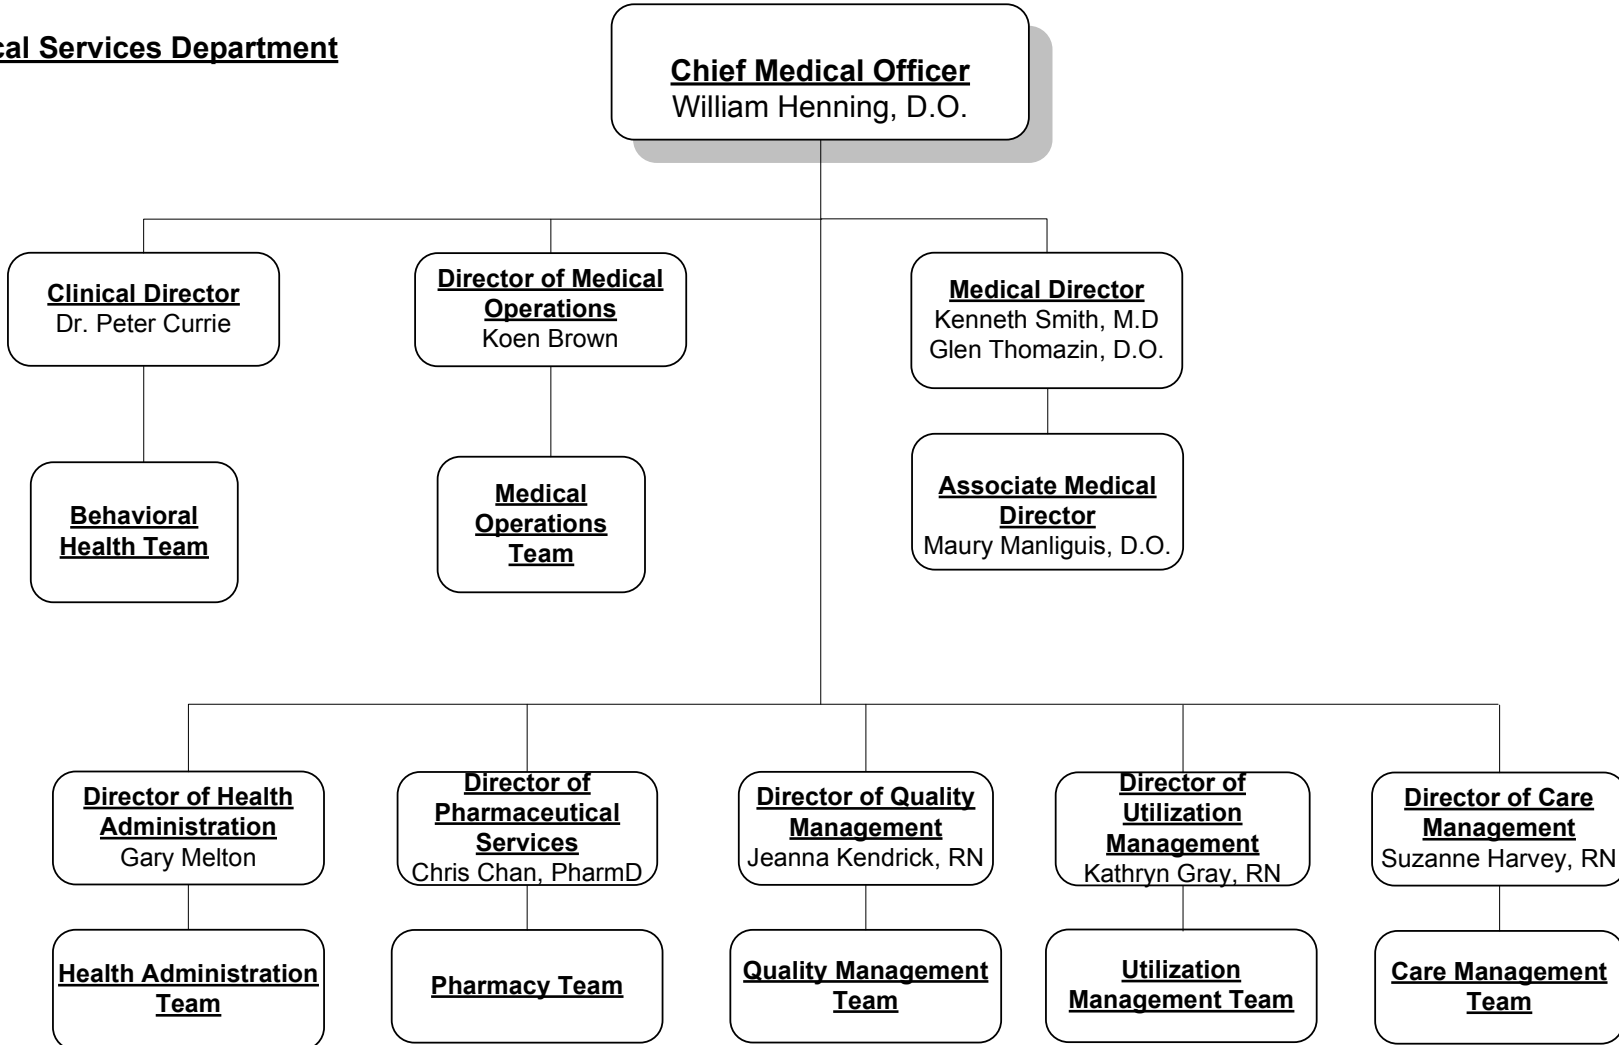 cal Services Department
Chief Medical Officer
William Henning, D.O.
Clinical Director
Dr. Peter Currie
Director of Medical
Operations
Koen Brown
Medical Director
Kenneth Smith, M.D
Glen Thomazin, D.O.
Behavioral
Health Team
Medical
Operations
Team
Associate Medical
Director
Maury Manliguis, D.O.
Director of Health
Administration
Gary Melton
Director of
Pharmaceutical
Services
Chris Chan, PharmD
Director of Quality
Management
Jeanna Kendrick, RN
Director of
Utilization
Management
Kathryn Gray, RN
Director of Care
Management
Suzanne Harvey, RN
Health Administration
Team
Pharmacy Team
Quality Management
Team
Utilization
Management Team
Care Management
Team